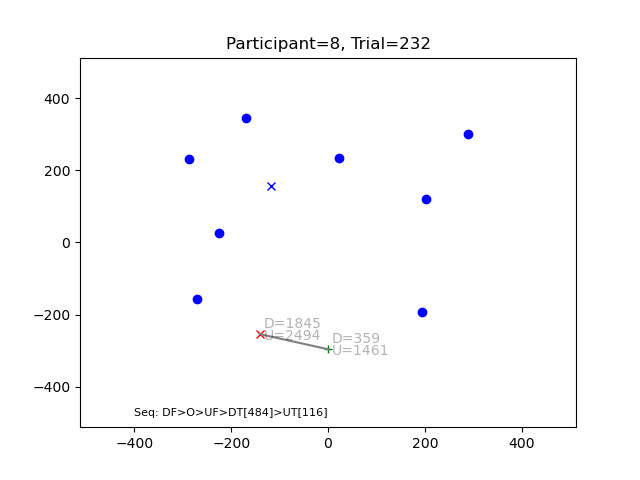 Participant=8, Trial=232
400
200
0
−200
−400
D=1845
U=2494
D=359
U=1461
Seq: DF>O>UF>DT[484]>UT[116]
−400 −200 0 200 400